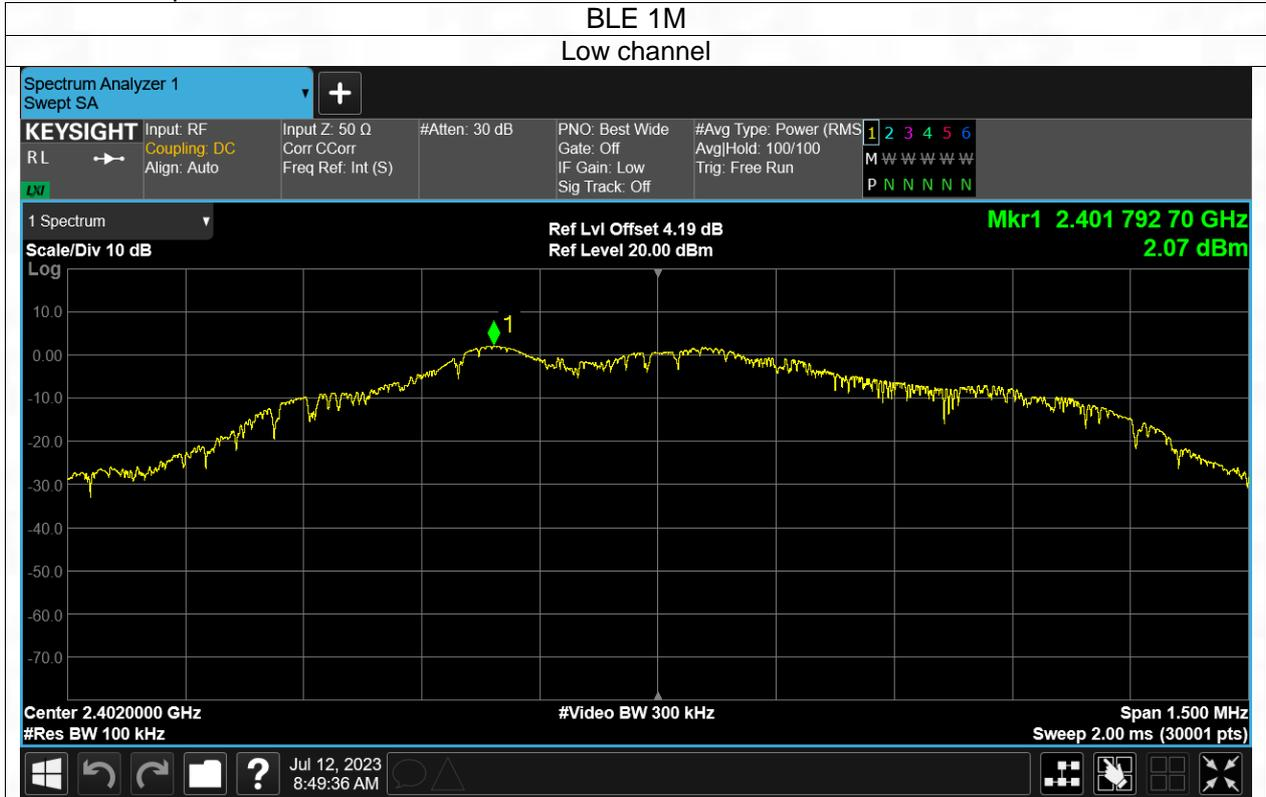 BLE 1M
Low channel
Spectrum Analyzer 1
Swept SA
KEYSIGHT
RL
LXI
Input: RF
Coupling: DC
Align: Auto
Input Z: 50 Ω
Corr CCorr
Freq Ref: Int (S)
#Atten: 30 dB
PNO: Best Wide
Gate: Off
IF Gain: Low
Sig Track: Off
#Avg Type: Power (RMS
Avg|Hold: 100/100
Trig: Free Run
1 2 3 4 5 6
M W W W W W
P N N N N N
1 Spectrum
Scale/Div 10 dB
Log
Ref Lvl Offset 4.19 dB
Ref Level 20.00 dBm
Mkr1 2.401 792 70 GHz
2.07 dBm
1
10.0
0.00
-10.0
-20.0
-30.0
-40.0
-50.0
-60.0
-70.0
Center 2.4020000 GHz
#Res BW 100 kHz
#Video BW 300 kHz
Span 1.500 MHz
Sweep 2.00 ms (30001 pts)
?
Jul 12, 2023
8:49:36 AM